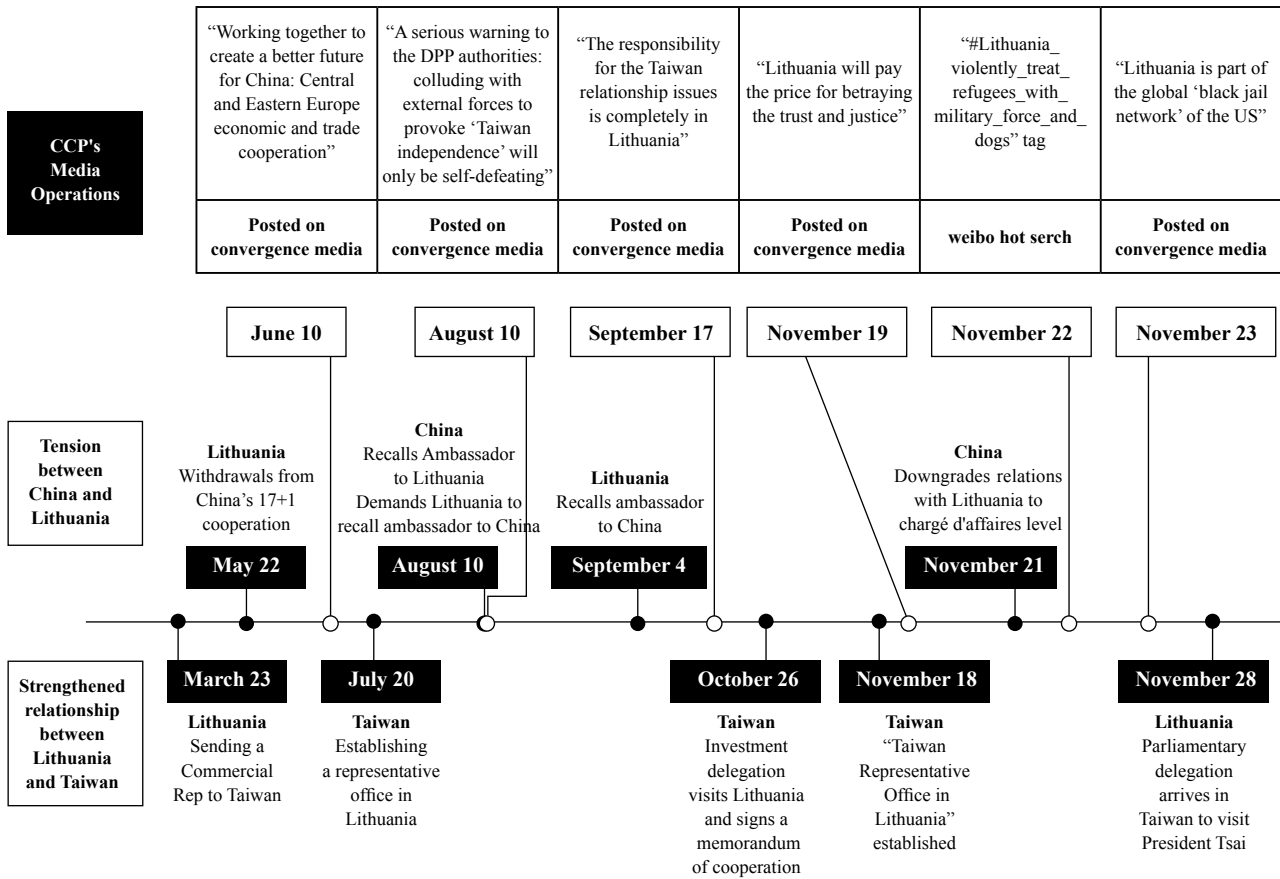 CCP's
Media
Operations
“Working together to
create a better future
for China: Central
and Eastern Europe
economic and trade
cooperation”
“A serious warning to
the DPP authorities:
colluding with
external forces to
provoke ‘Taiwan
independence’ will
only be self-defeating”
“The responsibility
for the Taiwan
relationship issues
is completely in
Lithuania”
“Lithuania will pay
the price for betraying
the trust and justice”
“#Lithuania_
violently_treat_
refugees_with_
military_force_and_
dogs” tag
“Lithuania is part of
the global ‘black jail
network’ of the US”
Posted on
convergence media
Posted on
convergence media
Posted on
convergence media
Posted on
convergence media
weibo hot serch
Posted on
convergence media
June 10
August 10
September 17
November 19
November 22
November 23
Tension
between
China and
Lithuania
Lithuania
Withdrawals from
China’s 17+1
cooperation
May 22
China
Recalls Ambassador
to Lithuania
Demands Lithuania to
recall ambassador to China
August 10
Lithuania
Recalls ambassador
to China
September 4
China
Downgrades relations
with Lithuania to
chargé d'affaires level
November 21
Strengthened
relationship
between
Lithuania
and Taiwan
March 23
Lithuania
Sending a
Commercial
Rep to Taiwan
July 20
Taiwan
Establishing
a representative
office in
Lithuania
October 26
Taiwan
Investment
delegation
visits Lithuania
and signs a
memorandum
of cooperation
November 18
Taiwan
“Taiwan
Representative
Office in
Lithuania”
established
November 28
Lithuania
Parliamentary
delegation
arrives in
Taiwan to visit
President Tsai